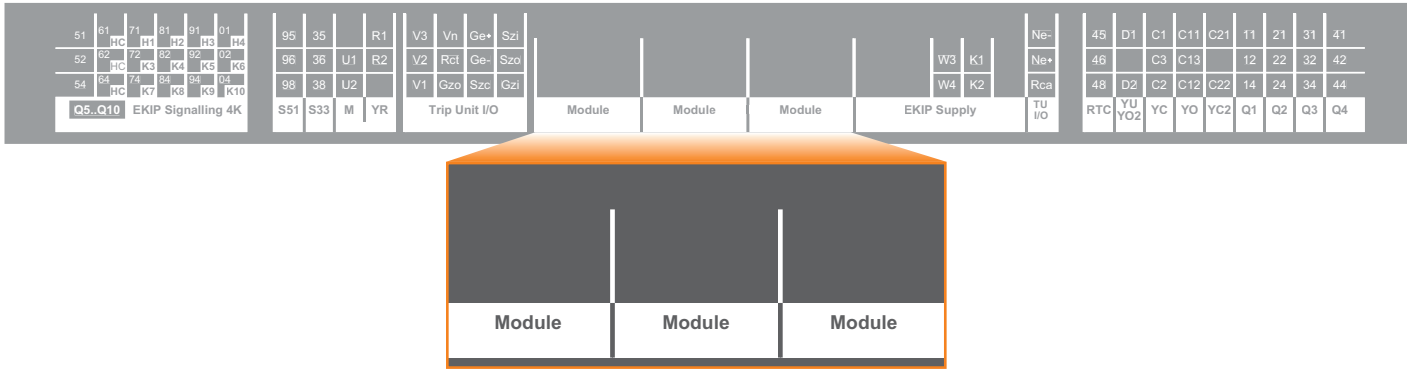 51 61 HC 71 H1 81 H2 91 H3 01 H4 95 35 R1 V3 Vn Ge+ Szi Ne- 45 D1 C1 C11 C21 11 21 31 41
52 62 HC 72 K3 82 K4 92 K5 02 K6 96 36 U1 R2 V2 Rct Ge- Szo W3 K1 Ne+ 46 C3 C13 12 22 32 42
54 64 HC 74 K7 84 K8 94 K9 04 K10 98 38 U2 V1 Gzo Szc Gzi W4 K2 Rca 48 D2 C2 C12 C22 14 24 34 44
Q5..Q10 EKIP Signalling 4K S51 S33 M YR Trip Unit I/O Module Module Module EKIP Supply TU I/O RTC YU YO2 YC YO YC2 Q1 Q2 Q3 Q4
Module Module Module